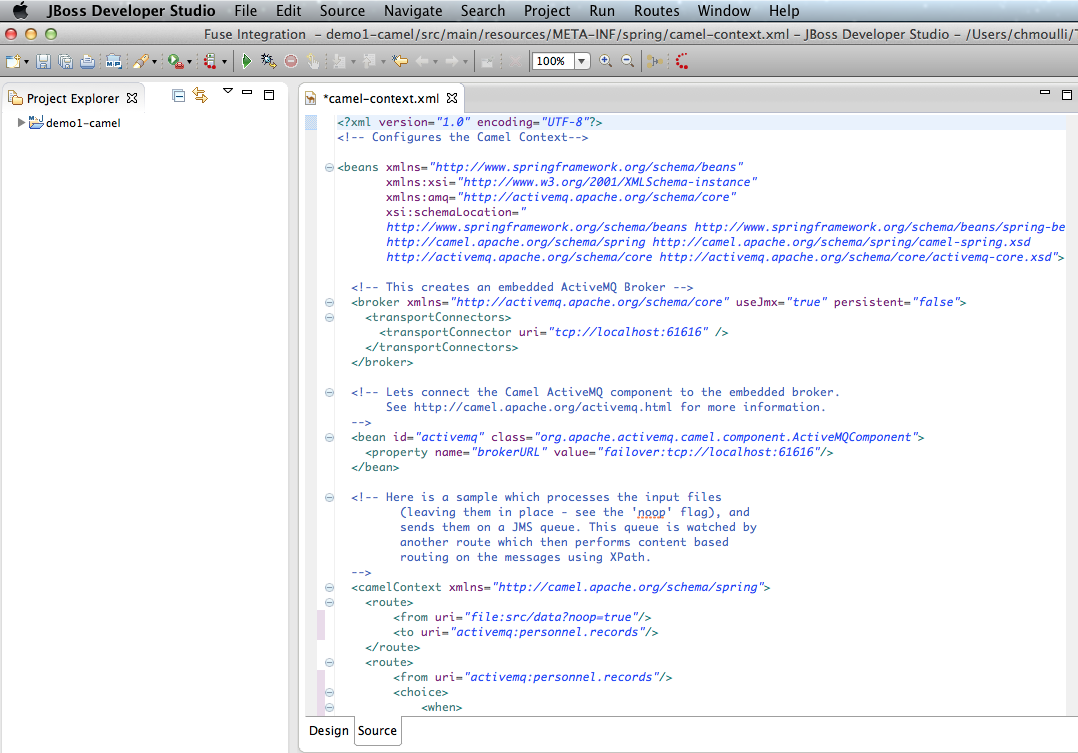 JBoss Developer Studio File Edit Source Navigate Search Project Run Routes Window Help
Fuse Integration - demo1-camel/src/main/resources/META-INF/spring/camel-context.xml - JBoss Developer Studio - /Users/chmoulli/
100%
Project Explorer
demo1-camel
*camel-context.xml
<?xml version="1.0" encoding="UTF-8"?>
<!-- Configures the Camel Context-->
<beans xmlns="http://www.springframework.org/schema/beans"
xmlns:xsi="http://www.w3.org/2001/XMLSchema-instance"
xmlns:amq="http://activemq.apache.org/schema/core"
xsi:schemaLocation="
http://www.springframework.org/schema/beans http://www.springframework.org/schema/beans/spring-be
http://camel.apache.org/schema/spring http://camel.apache.org/schema/spring/camel-spring.xsd
http://activemq.apache.org/schema/core http://activemq.apache.org/schema/core/activemq-core.xsd">
<!-- This creates an embedded ActiveMQ Broker -->
<broker xmlns="http://activemq.apache.org/schema/core" useJmx="true" persistent="false">
<transportConnectors>
<transportConnector uri="tcp://localhost:61616" />
</transportConnectors>
</broker>
<!-- Lets connect the Camel ActiveMQ component to the embedded broker.
See http://camel.apache.org/activemq.html for more information.
-->
<bean id="activemq" class="org.apache.activemq.camel.component.ActiveMQComponent">
<property name="brokerURL" value="failover:tcp://localhost:61616"/>
</bean>
<!-- Here is a sample which processes the input files
(leaving them in place - see the 'noop' flag), and
sends them on a JMS queue. This queue is watched by
another route which then performs content based
routing on the messages using XPath.
-->
<camelContext xmlns="http://camel.apache.org/schema/spring">
<route>
<from uri="file:src/data?noop=true"/>
<to uri="activemq:personnel.records"/>
</route>
<route>
<from uri="activemq:personnel.records"/>
<choice>
<when>
Design Source